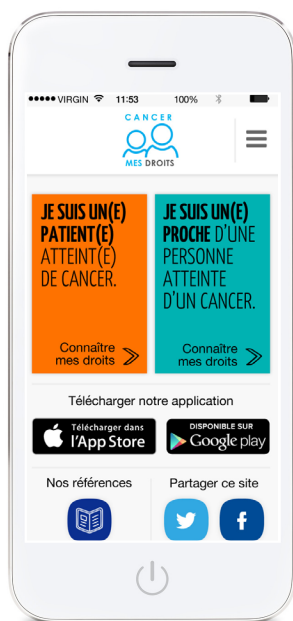 VIRGIN 11:53 100%
CANCER
MES DROITS
JE SUIS UN(E)
PATIENT(E)
ATTEINT(E)
DE CANCER.
Connaître
mes droits
JE SUIS UN(E)
PROCHE D'UNE
PERSONNE
ATTEINTE
D'UN CANCER.
Connaître
mes droits
Télécharger notre application
Télécharger dans
l'App Store
DISPONIBLE SUR
Google play
Nos références
Partager ce site
f